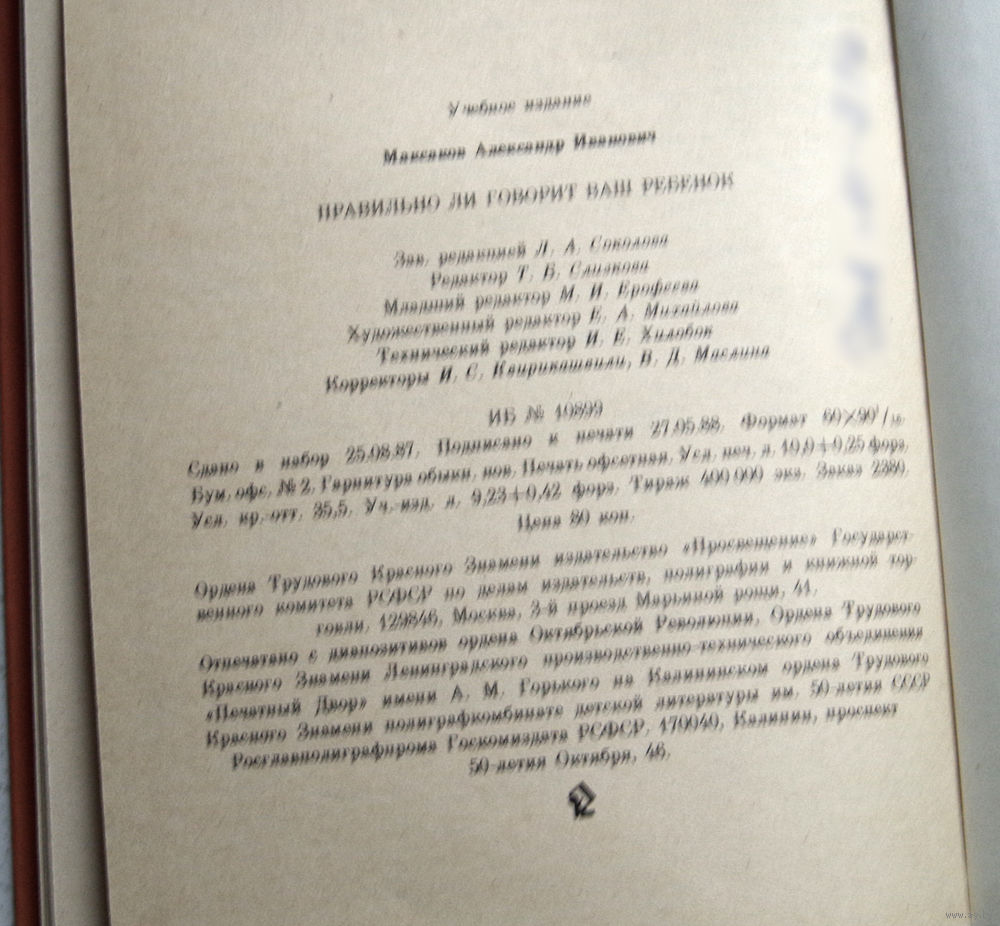 Учебное издание
Максаков Александр Иванович
ПРАВИЛЬНО ЛИ ГОВОРИТ ВАШ РЕБЕНОК
Зав. редакцией Л. А. Соколова
Редактор Т. В.
Младший редактор М. И. Ерофеева
Художественный редактор Е. А. Михайлова
Технический редактор И. Е. Хилобок
Корректоры И. С. Квирикашвили, В. Д. Маслина
ИБ № 10899
Сдано в набор 25.08.87. Подписано к печати 27.05.88. Формат 60×90¹/₁₆.
Бум. офс. № 2. Гарнитура обыкн. нов. Печать офсетная. Усл. печ. л. 10,0+0,25 форз.
Усл. кр.-отт. 35,5. Уч.-изд. л. 9,23+0,42 форз. Тираж 400 000 экз. Заказ 2380.
Цена 80 коп.
Ордена Трудового Красного Знамени издательство «Просвещение» Государст-
венного комитета РСФСР по делам издательств, полиграфии и книжной тор-
говли. 129846, Москва, 3-й проезд Марьиной рощи, 41.
Отпечатано с диапозитивов ордена Октябрьской Революции, Ордена Трудового
Красного Знамени Ленинградского производственно-технического объединения
«Печатный Двор» имени А. М. Горького на Калининском ордена Трудового
Красного Знамени полиграфкомбинате детской литературы им. 50-летия СССР
Росглавполиграфпрома Госкомиздата РСФСР. 170040, Калинин, проспект
50-летия Октября, 46.